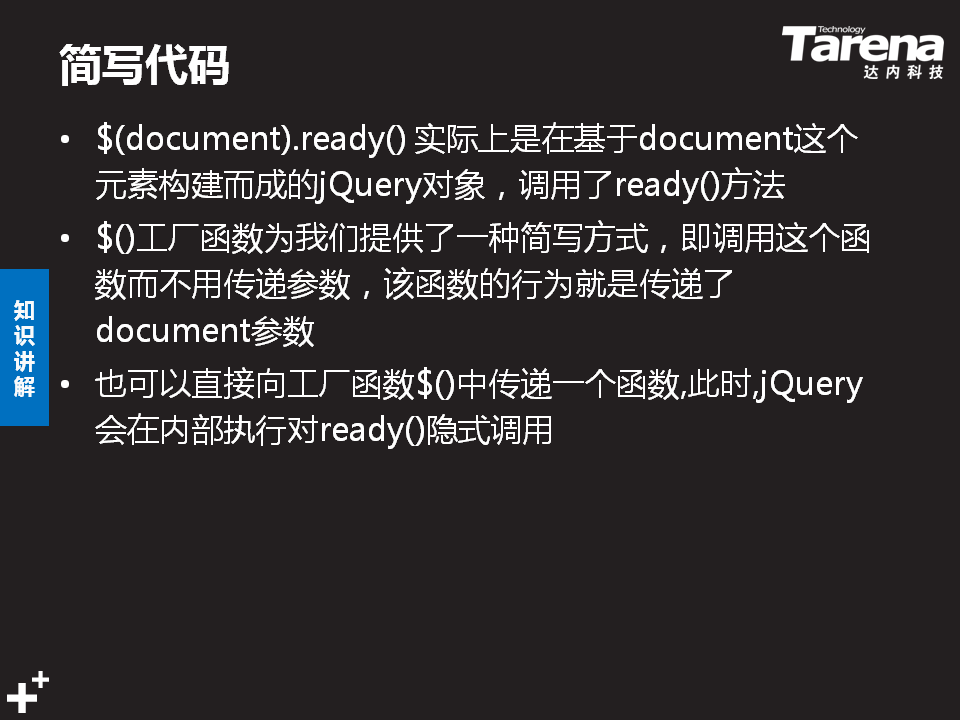 简写代码
Technology
Tarena
达内科技
• $(document).ready() 实际上是在基于document这个
元素构建而成的jQuery对象，调用了ready()方法
• $()工厂函数为我们提供了一种简写方式，即调用这个函
数而不用传递参数，该函数的行为就是传递了
document参数
• 也可以直接向工厂函数$()中传递一个函数,此时,jQuery
会在内部执行对ready()隐式调用
知
识
讲
解